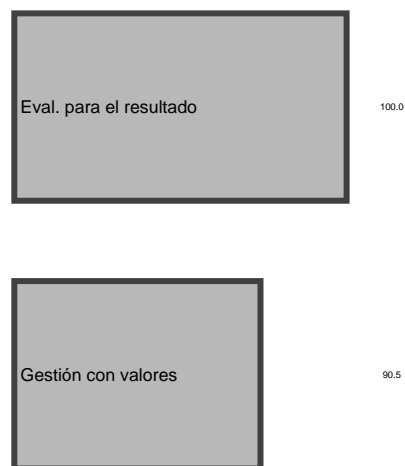 Eval. para el resultado 100.0
Gestión con valores 90.5